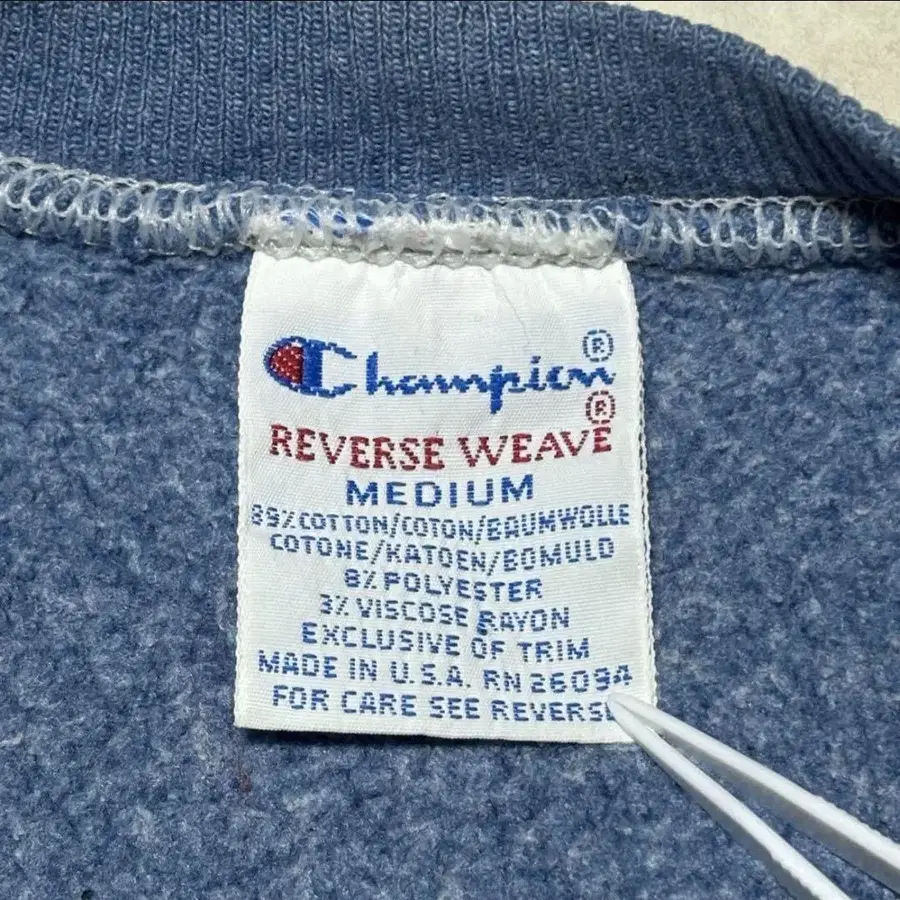 Champion®
REVERSE WEAVE®
MEDIUM
89% COTTON/COTON/BAUMWOLLE
COTONE/KATOEN/BOMULD
8% POLYESTER
3% VISCOSE RAYON
EXCLUSIVE OF TRIM
MADE IN U.S.A. RN 26094
FOR CARE SEE REVERSE